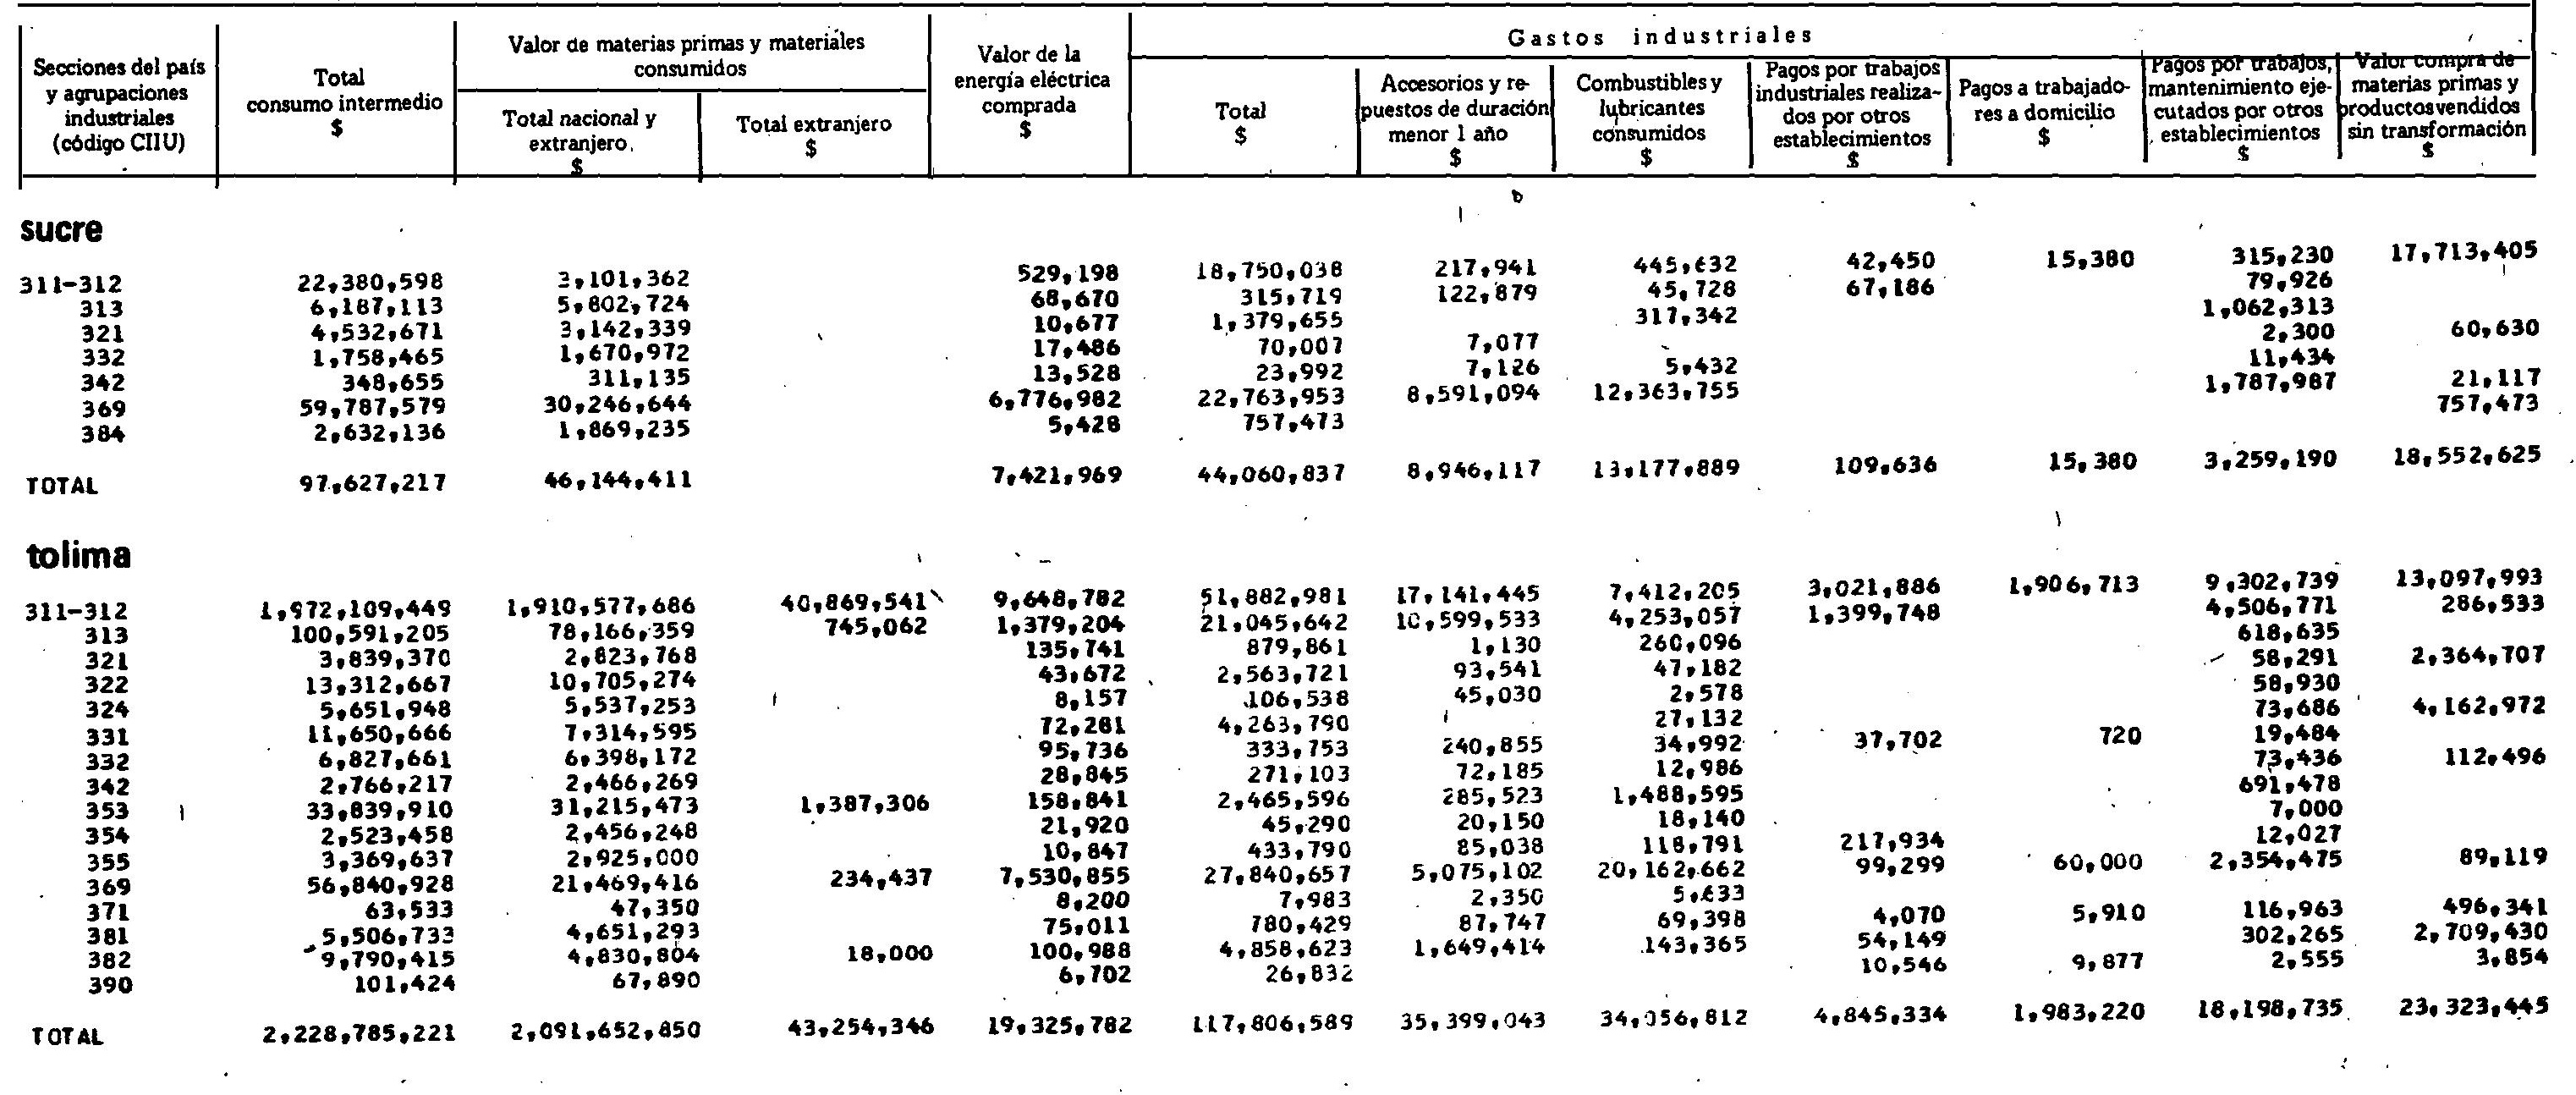 Secciones del país y agrupaciones industriales (código CIIU)
Total consumo intermedio $
Valor de materias primas y materiales consumidos
Total nacional y extranjero. $
Total extranjero $
Valor de la energía eléctrica comprada $
Gastos industriales
Total $
Accesorios y repuestos de duración menor 1 año $
Combustibles y lubricantes consumidos $
Pagos por trabajos industriales realizados por otros establecimientos $
Pagos a trabajadores a domicilio $
Pagos por trabajos, mantenimiento ejecutados por otros establecimientos $
Valor compra de materias primas y productos vendidos sin transformación $
sucre
311-312 22,380,598 3,101,362 529,198 18,750,038 217,941 445,632 42,450 15,380 315,230 17,713,405
313 6,187,113 5,802,724 68,670 315,719 122,879 45,728 67,186 79,926
321 4,532,671 3,142,339 10,677 1,379,655 317,342 1,062,313
332 1,758,465 1,670,972 17,486 70,007 7,077 2,300 60,630
342 348,655 311,135 13,528 23,992 7,126 5,432 11,434
369 59,787,579 30,246,644 6,776,982 22,763,953 8,591,094 12,363,755 1,787,987 21,117
384 2,632,136 1,869,235 5,428 757,473 757,473
TOTAL 97,627,217 46,144,411 7,421,969 44,060,837 8,946,117 13,177,889 109,636 15,380 3,259,190 18,552,625
tolima
311-312 1,972,109,449 1,910,577,686 40,869,541 9,648,782 51,882,981 17,141,445 7,412,205 3,021,886 1,906,713 9,302,739 13,097,993
313 100,591,205 78,166,359 745,062 1,379,204 21,045,642 10,599,533 4,253,057 1,399,748 4,506,771 286,533
321 3,839,370 2,823,768 135,741 879,861 1,130 260,096 618,635
322 13,312,667 10,705,274 43,672 2,563,721 93,541 47,182 58,291 2,364,707
324 5,651,948 5,537,253 8,157 106,538 45,030 2,578 58,930
331 11,650,666 7,314,595 72,281 4,263,790 27,132 73,686 4,162,972
332 6,827,661 6,398,172 95,736 333,753 240,855 34,992 37,702 720 19,484
342 2,766,217 2,466,269 28,845 271,103 72,185 12,986 73,436 112,496
353 33,839,910 31,215,473 1,387,306 158,841 2,465,596 285,523 1,488,595 691,478
354 2,523,458 2,456,248 21,920 45,290 20,150 18,140 7,000
355 3,369,637 2,925,000 10,847 433,790 85,038 118,791 217,934 12,027
369 56,840,928 21,469,416 234,437 7,530,855 27,840,657 5,075,102 20,162,662 99,299 60,000 2,354,475 89,119
371 63,533 47,350 8,200 7,983 2,350 5,633
381 5,506,733 4,651,293 75,011 780,429 87,747 69,398 4,070 5,910 116,963 496,341
382 9,790,415 4,830,804 18,000 100,988 4,858,623 1,649,414 143,365 54,149 302,265 2,709,430
390 101,424 67,890 6,702 26,832 10,546 9,877 2,555 3,854
TOTAL 2,228,785,221 2,091,652,850 43,254,346 19,325,782 117,806,589 35,399,043 34,056,812 4,845,334 1,983,220 18,198,735 23,323,445